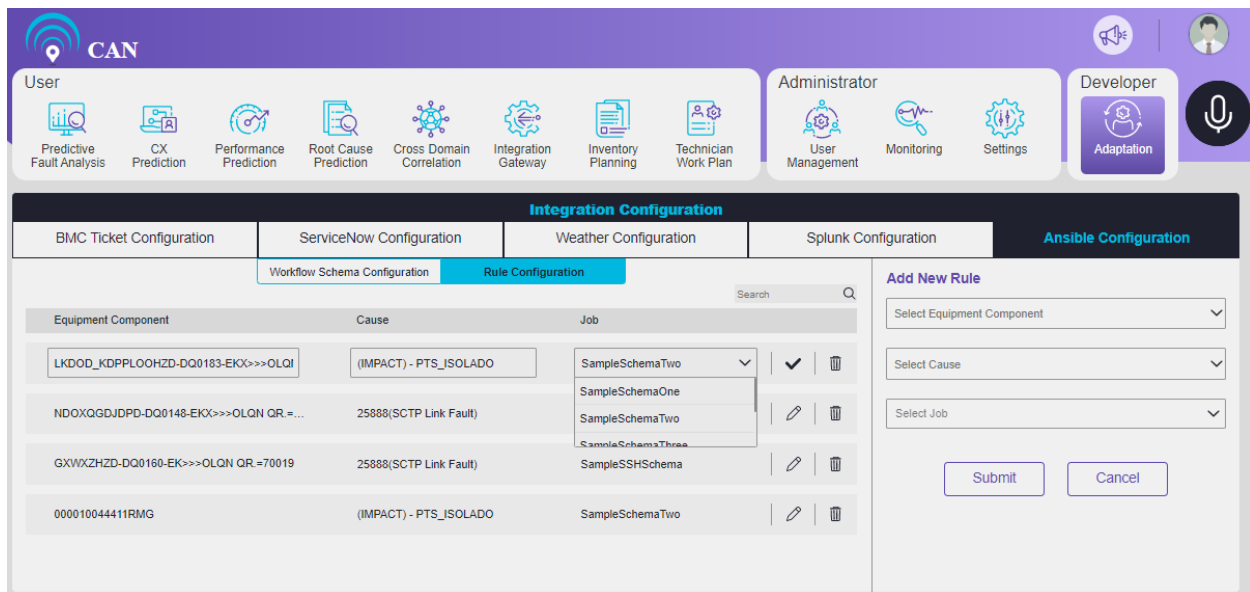 CAN
User
Administrator
Developer
Predictive
Fault Analysis
CX
Prediction
Performance
Prediction
Root Cause
Prediction
Cross Domain
Correlation
Integration
Gateway
Inventory
Planning
Technician
Work Plan
User
Management
Monitoring
Settings
Adaptation
Integration Configuration
BMC Ticket Configuration
ServiceNow Configuration
Weather Configuration
Splunk Configuration
Ansible Configuration
Workflow Schema Configuration
Rule Configuration
Search
Equipment Component
Cause
Job
LKDOD_KDPPLOOHZD-DQ0183-EKX>>>OLQ
(IMPACT) - PTS_ISOLADO
SampleSchemaTwo
SampleSchemaOne
SampleSchemaTwo
SampleSchemaThree
NDOXQGDJDPD-DQ0148-EKX>>>OLQN QR.=...
25888(SCTP Link Fault)
GXWXZHZD-DQ0160-EK>>>OLQN QR.=70019
25888(SCTP Link Fault)
SampleSSHSchema
000010044411RMG
(IMPACT) - PTS_ISOLADO
SampleSchemaTwo
Add New Rule
Select Equipment Component
Select Cause
Select Job
Submit
Cancel